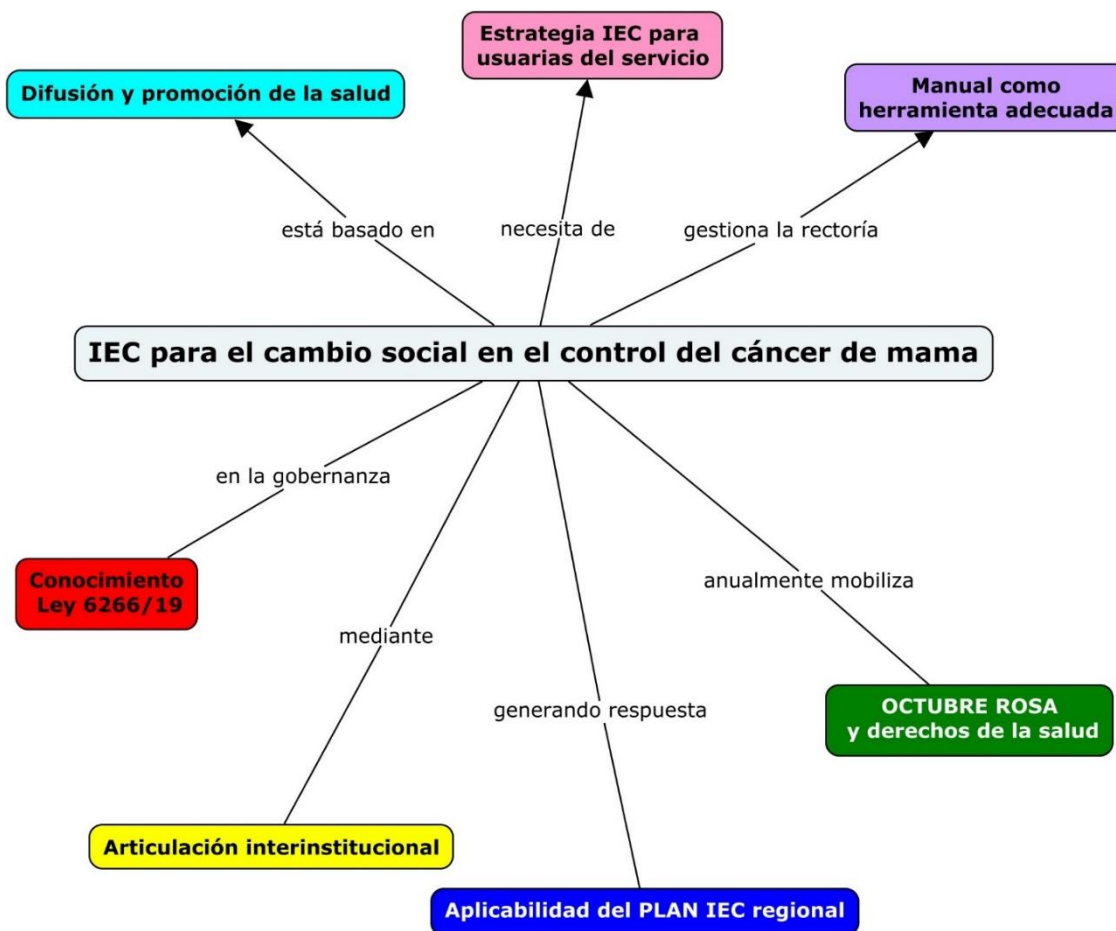 Estrategia IEC para
usuarias del servicio
Difusión y promoción de la salud
Manual como
herramienta adecuada
está basado en
necesita de
gestiona la rectoría
IEC para el cambio social en el control del cáncer de mama
en la gobernanza
Conocimiento
Ley 6266/19
anualmente mobiliza
mediante
generando respuesta
OCTUBRE ROSA
y derechos de la salud
Articulación interinstitucional
Aplicabilidad del PLAN IEC regional